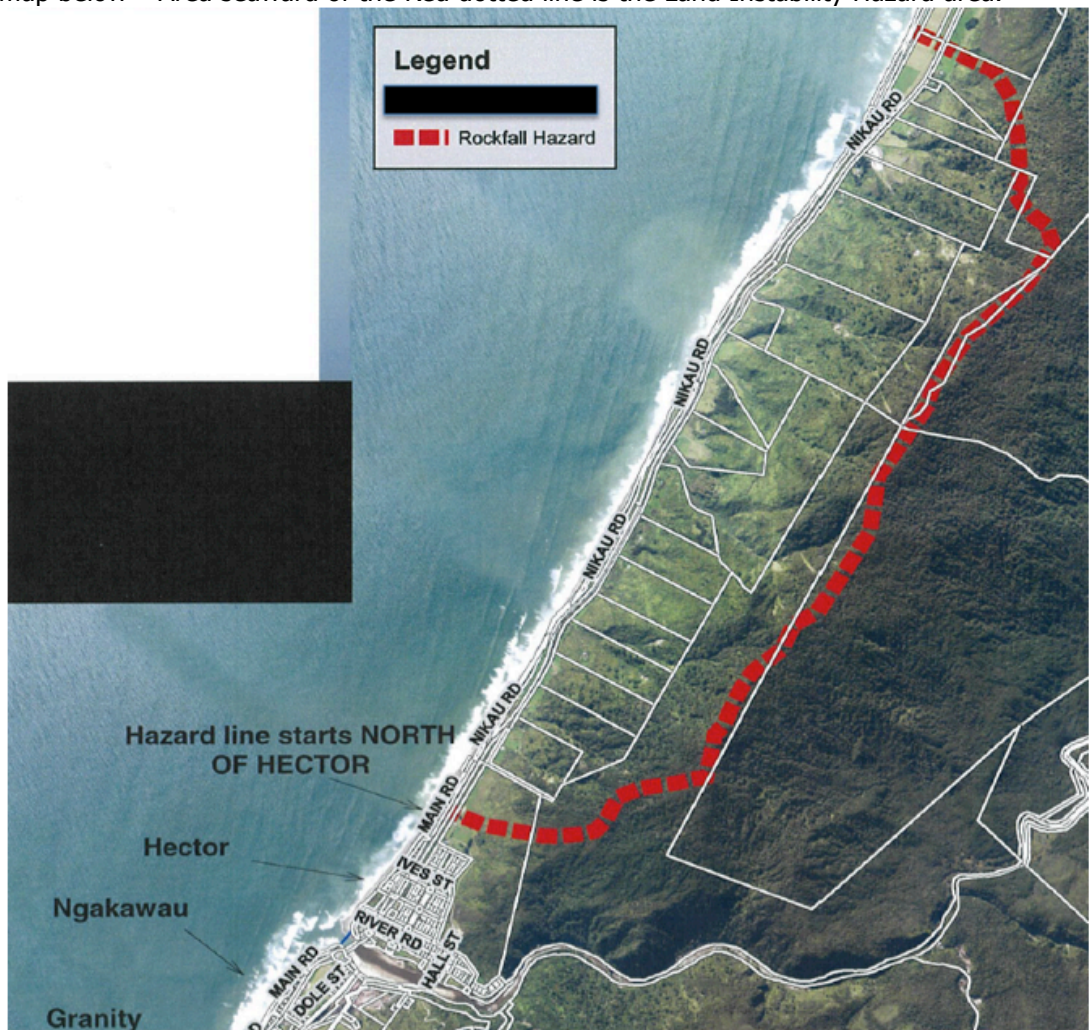 map below – Area seaward of the Red dotted line is the Land Instability Hazard area.
Legend
Rockfall Hazard
NIKAU RD
NIKAU RD
NIKAU RD
NIKAU RD
Hazard line starts NORTH
OF HECTOR
MAIN RD
Hector
IVES ST
Ngakawau
RIVER RD
HALL ST
MAIN RD
DOLE ST
Granity